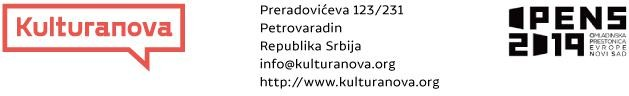 Kulturanova
Preradovićeva 123/231
Petrovaradin
Republika Srbija
info@kulturanova.org
http://www.kulturanova.org
OPENS
2019
OMLADINSKA
PRESTONICA
EVROPE
NOVI SAD